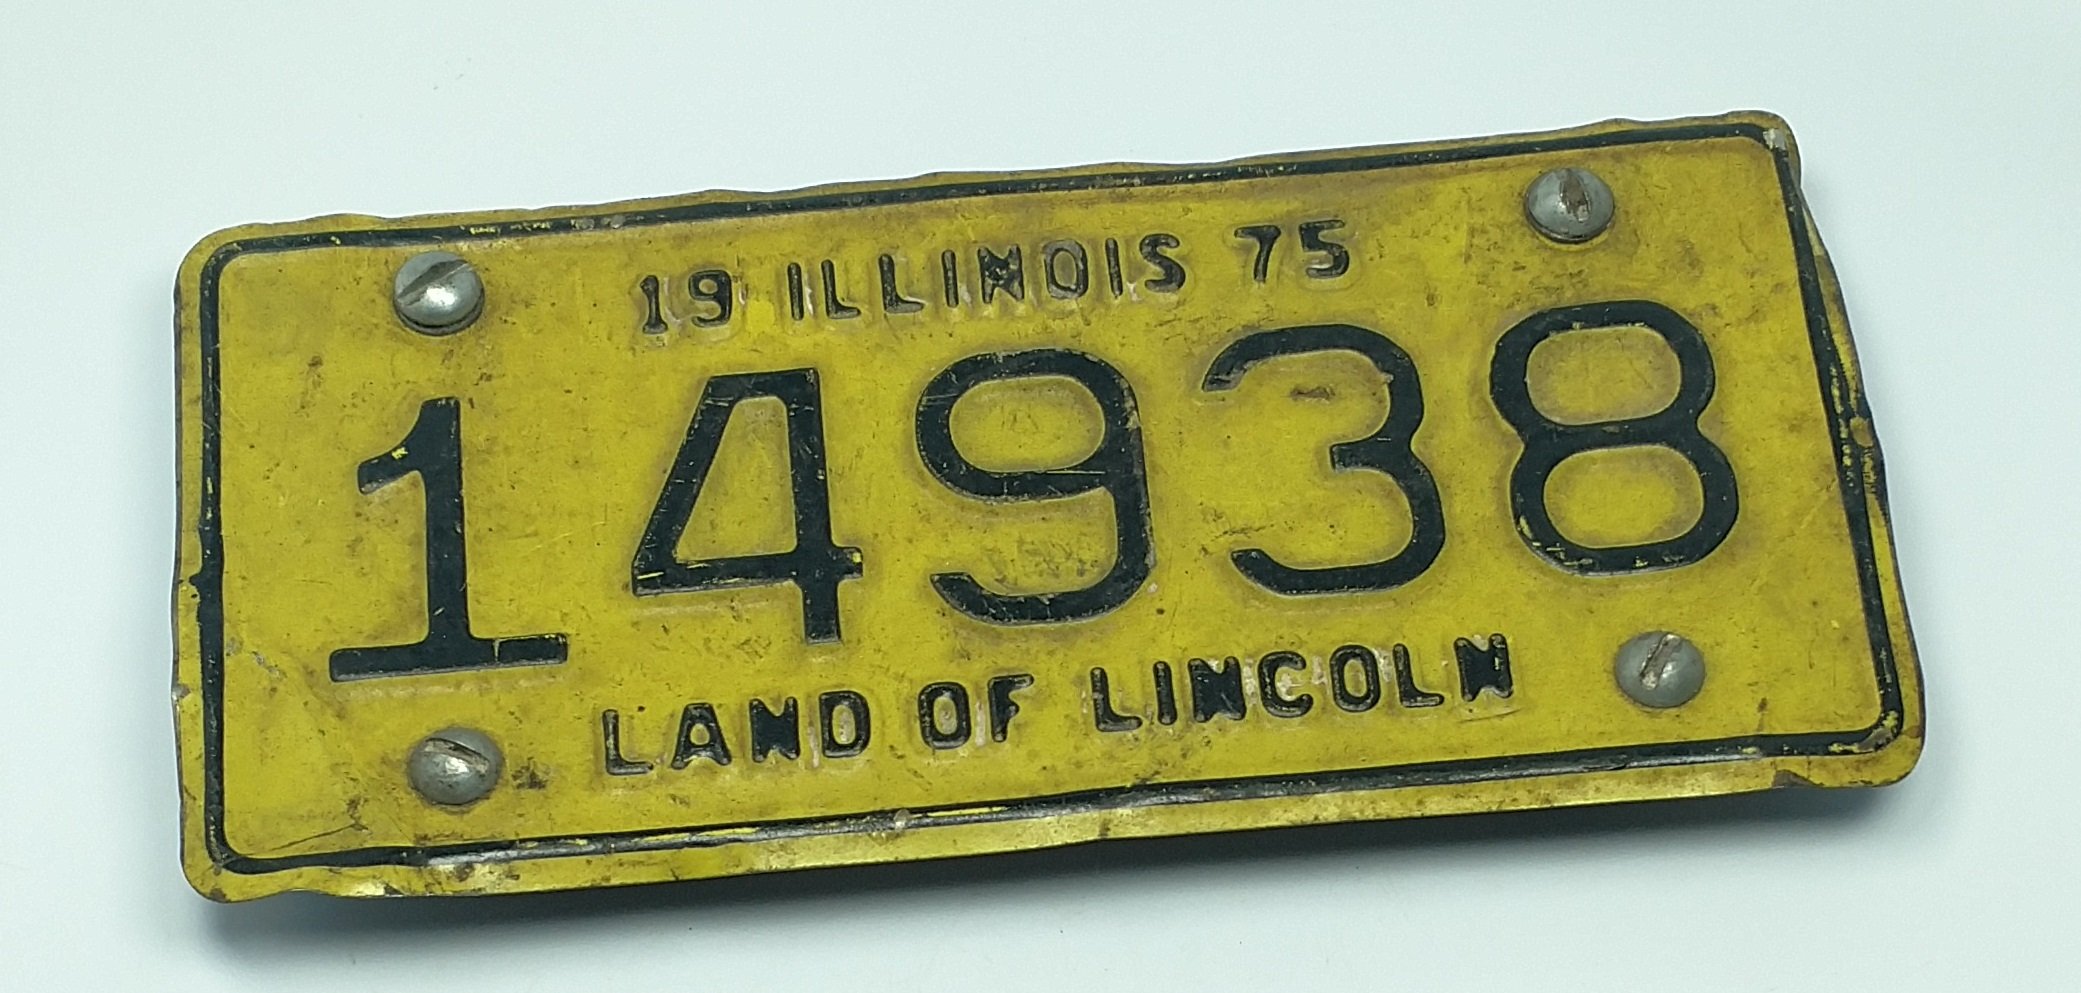 19 ILLINOIS 75
14938
LAND OF LINCOLN